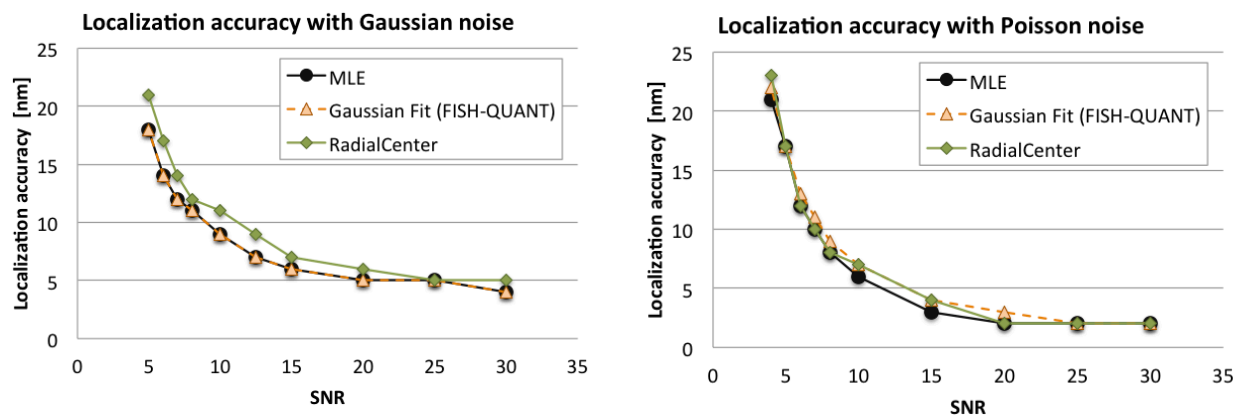 Localization accuracy with Gaussian noise
25
20
15
10
5
0
Localization accuracy [nm]
MLE
Gaussian Fit (FISH-QUANT)
RadialCenter
0 5 10 15 20 25 30 35
SNR
Localization accuracy with Poisson noise
25
20
15
10
5
0
Localization accuracy [nm]
MLE
Gaussian Fit (FISH-QUANT)
RadialCenter
0 5 10 15 20 25 30 35
SNR